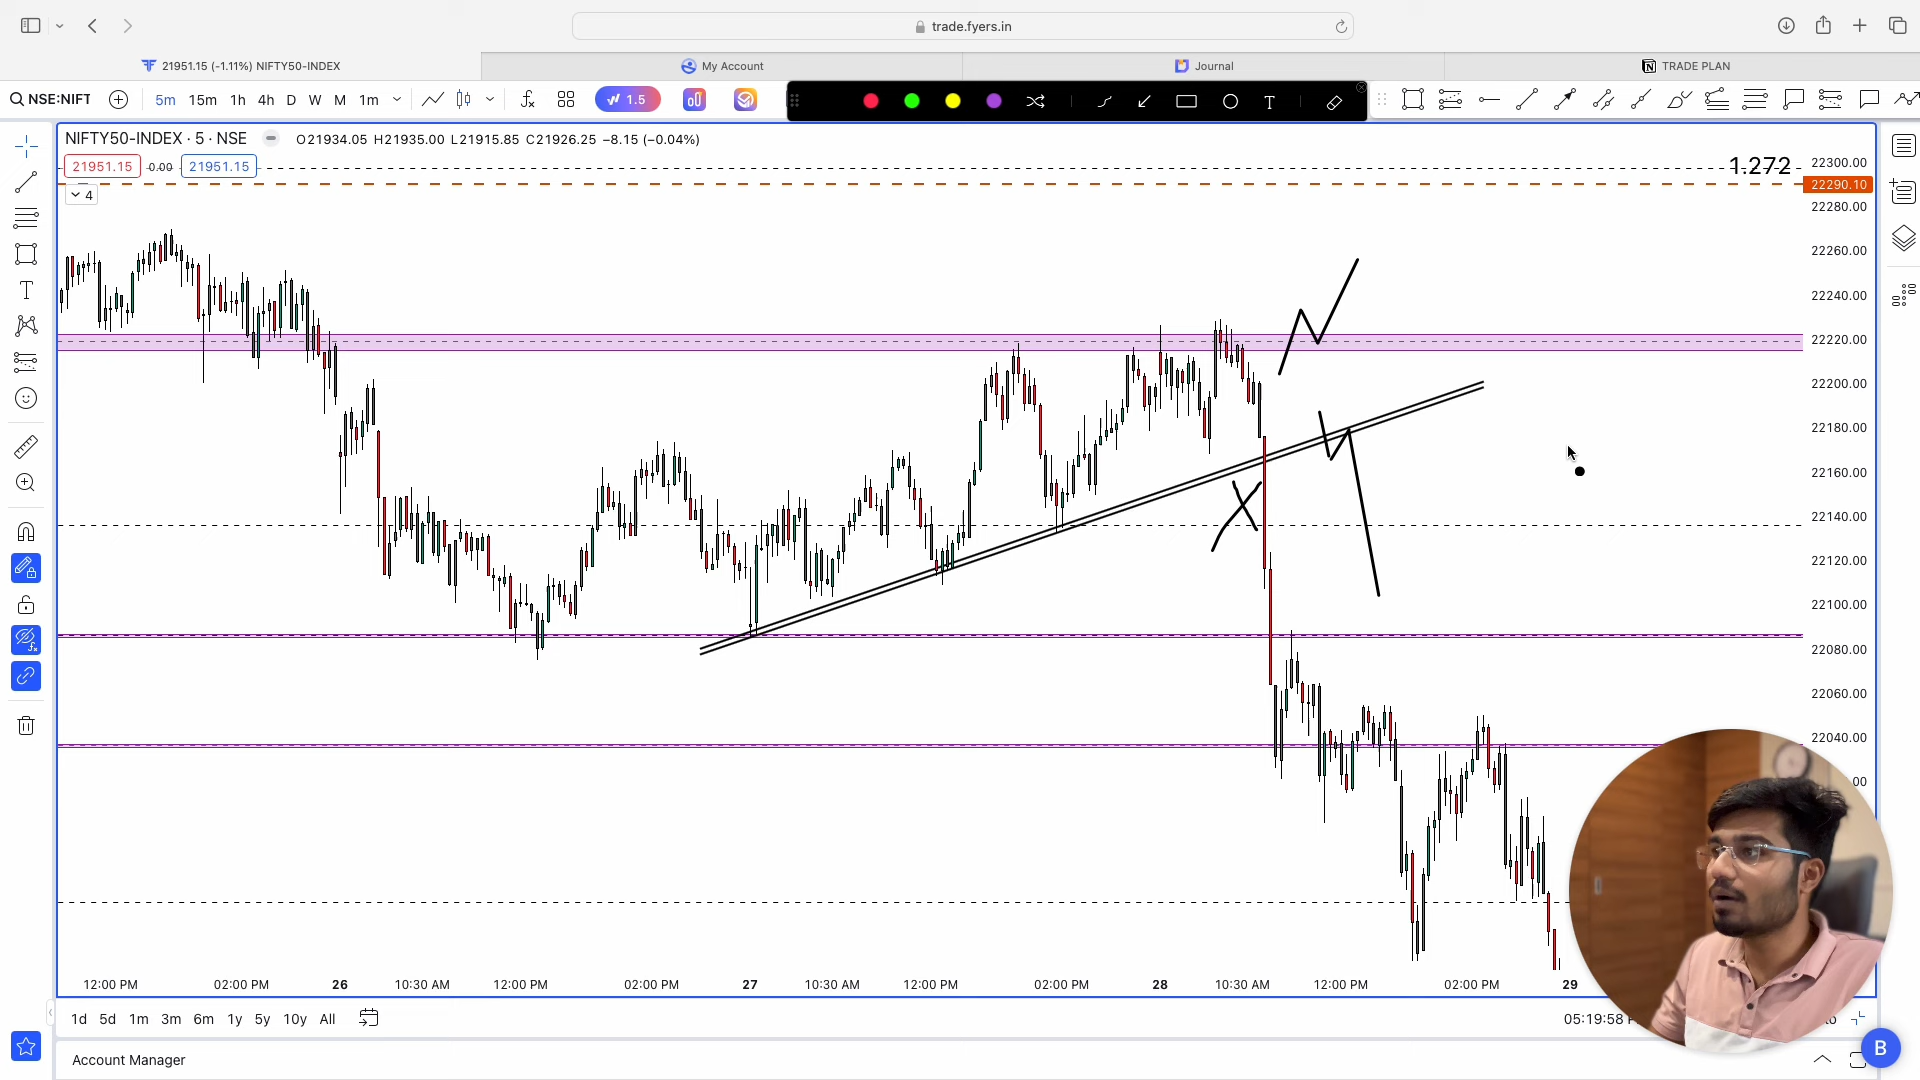 trade.fyers.in
21951.15 (-1.11%) NIFTY50-INDEX
My Account
Journal
TRADE PLAN
NSE:NIFT
5m 15m 1h 4h D W M 1m
1.5
T
NIFTY50-INDEX · 5 · NSE O21934.05 H21935.00 L21915.85 C21926.25 −8.15 (−0.04%)
21951.15 0.00 21951.15
4
1.272
22300.00
22290.10
22280.00
22260.00
22240.00
22220.00
22200.00
22180.00
22160.00
22140.00
22120.00
22100.00
22080.00
22060.00
22040.00
.00
12:00 PM 02:00 PM 26 10:30 AM 12:00 PM 02:00 PM 27 10:30 AM 12:00 PM 02:00 PM 28 10:30 AM 12:00 PM 02:00 PM 29
1d 5d 1m 3m 6m 1y 5y 10y All
05:19:58
Account Manager
B